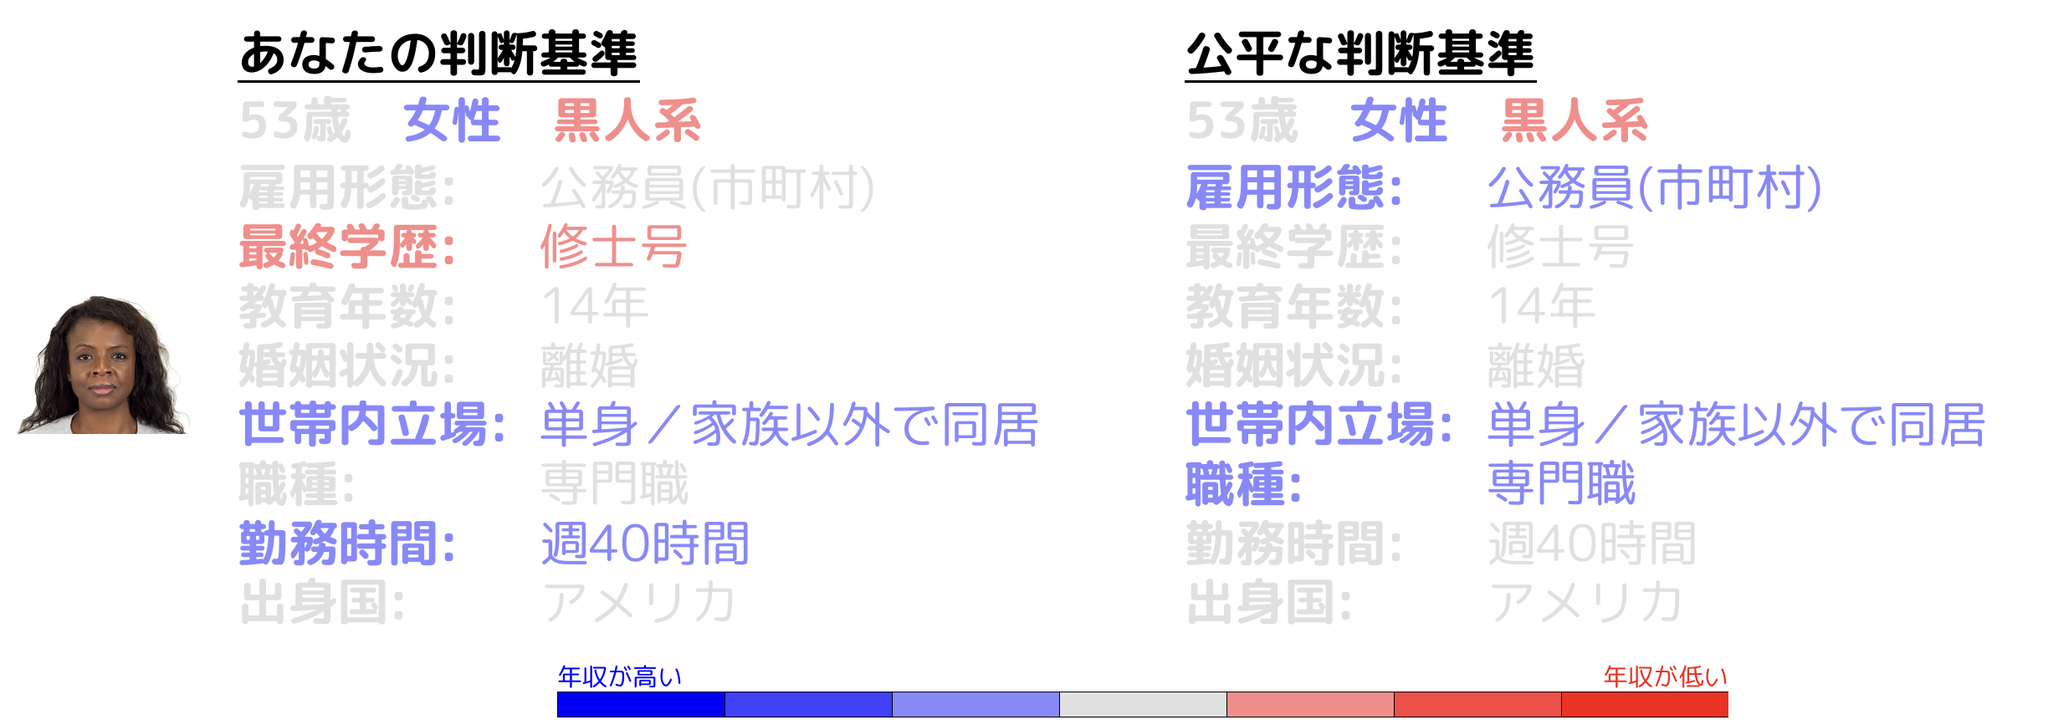 あなたの判断基準
53歳 女性 黒人系
雇用形態: 公務員(市町村)
最終学歴: 修士号
教育年数: 14年
婚姻状況: 離婚
世帯内立場: 単身／家族以外で同居
職種: 専門職
勤務時間: 週40時間
出身国: アメリカ
公平な判断基準
53歳 女性 黒人系
雇用形態: 公務員(市町村)
最終学歴: 修士号
教育年数: 14年
婚姻状況: 離婚
世帯内立場: 単身／家族以外で同居
職種: 専門職
勤務時間: 週40時間
出身国: アメリカ
年収が高い 年収が低い